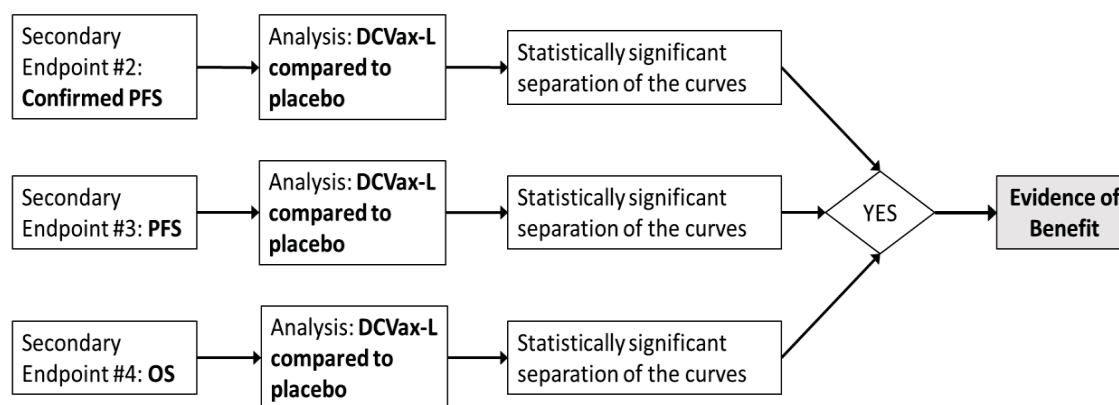 Secondary
Endpoint #2:
Confirmed PFS
Analysis: DCVax-L
compared to
placebo
Statistically significant
separation of the curves
Secondary
Endpoint #3: PFS
Analysis: DCVax-L
compared to
placebo
Statistically significant
separation of the curves
YES
Evidence of
Benefit
Secondary
Endpoint #4: OS
Analysis: DCVax-L
compared to
placebo
Statistically significant
separation of the curves